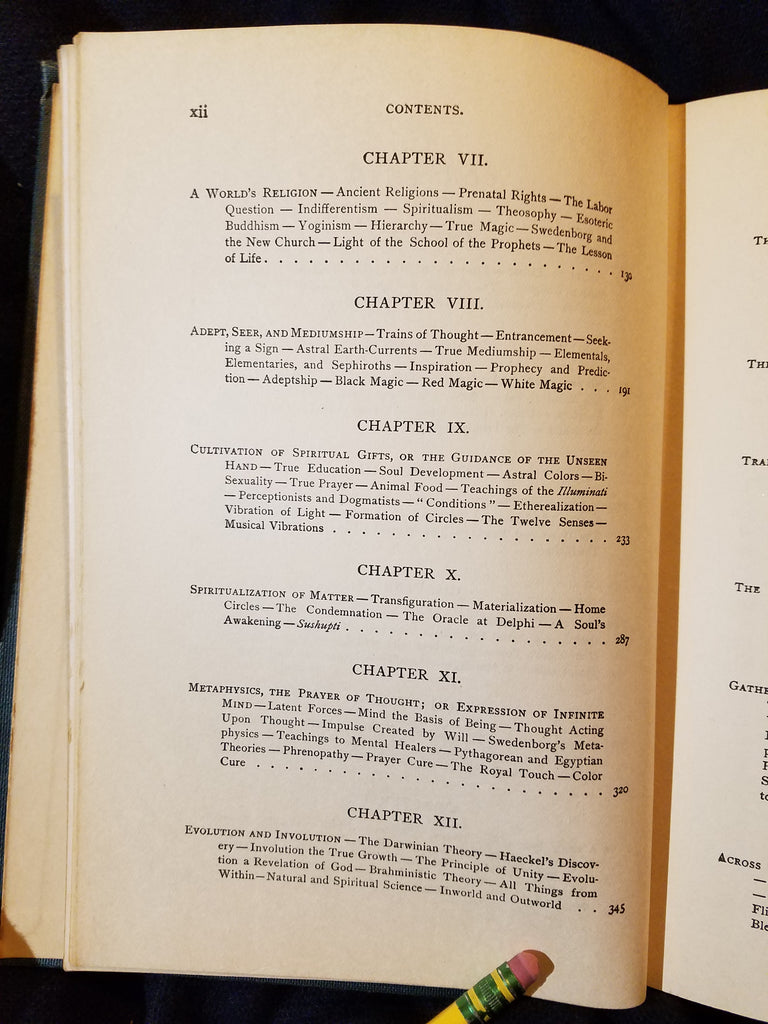 xii
CONTENTS.
CHAPTER VII.
A World's Religion — Ancient Religions — Prenatal Rights — The Labor
Question — Indifferentism — Spiritualism — Theosophy — Esoteric
Buddhism — Yoginism — Hierarchy — True Magic — Swedenborg and
the New Church — Light of the School of the Prophets — The Lesson
of Life . . . . . . . . . . . . . . . . . . . . 130
CHAPTER VIII.
Adept, Seer, and Mediumship — Trains of Thought — Entrancement — Seek-
ing a Sign — Astral Earth-Currents — True Mediumship — Elementals,
Elementaries, and Sephiroths — Inspiration — Prophecy and Predic-
tion — Adeptship — Black Magic — Red Magic — White Magic . . . 191
CHAPTER IX.
Cultivation of Spiritual Gifts, or the Guidance of the Unseen
Hand — True Education — Soul Development — Astral Colors — Bi-
Sexuality — True Prayer — Animal Food — Teachings of the Illuminati
— Perceptionists and Dogmatists — "Conditions" — Etherealization —
Vibration of Light — Formation of Circles — The Twelve Senses —
Musical Vibrations . . . . . . . . . . . . . . . . . . 233
CHAPTER X.
Spiritualization of Matter — Transfiguration — Materialization — Home
Circles — The Condemnation — The Oracle at Delphi — A Soul's
Awakening — Sushupti . . . . . . . . . . . . . . . . . 287
CHAPTER XI.
Metaphysics, the Prayer of Thought; or Expression of Infinite
Mind — Latent Forces — Mind the Basis of Being — Thought Acting
Upon Thought — Impulse Created by Will — Swedenborg's Meta-
physics — Teachings to Mental Healers — Pythagorean and Egyptian
Theories — Phrenopathy — Prayer Cure — The Royal Touch — Color
Cure . . . . . . . . . . . . . . . . . . . . . . 320
CHAPTER XII.
Evolution and Involution — The Darwinian Theory — Haeckel's Discov-
ery — Involution the True Growth — The Principle of Unity — Evolu-
tion a Revelation of God — Brahministic Theory — All Things from
Within — Natural and Spiritual Science — Inworld and Outworld . . 345
The
Across